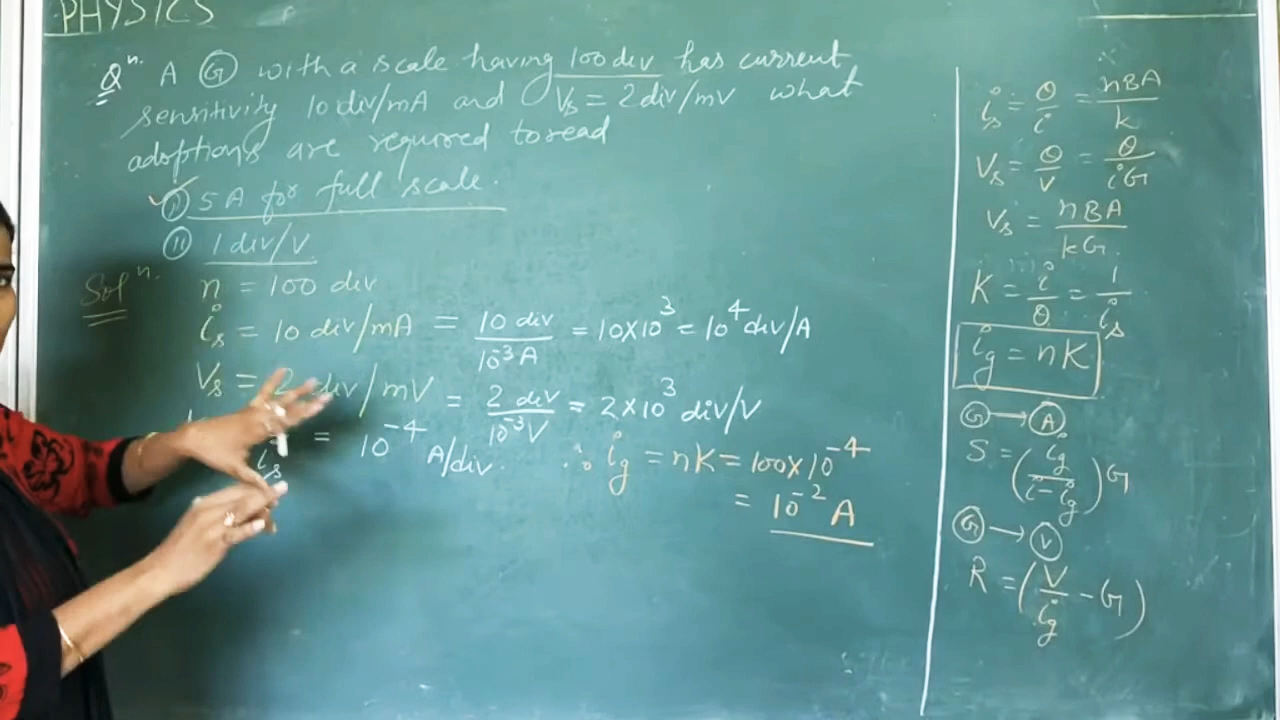 PHYSICS
Qn. A G with a scale having 100 div has current
sensitivity 10 div/mA and Vs = 2 div/mV what
adoptions are required to read
(i) 5 A for full scale.
(ii) 1 div/V
Soln.
n = 100 div
is = 10 div/mA = 10 div / 10⁻³A = 10×10³ = 10⁴ div/A
Vs = 2 div/mV = 2 div / 10⁻³V = 2×10³ div/V
is = 10⁻⁴ A/div.
∴ ig = nK = 100×10⁻⁴
= 10⁻² A
is = θ/i = nBA/k
Vs = θ/v = θ/iG
Vs = nBA/kG
K = i/θ = 1/is
ig = nK
G → A
S = (ig/i-ig)G
G → V
R = (V/ig - G)